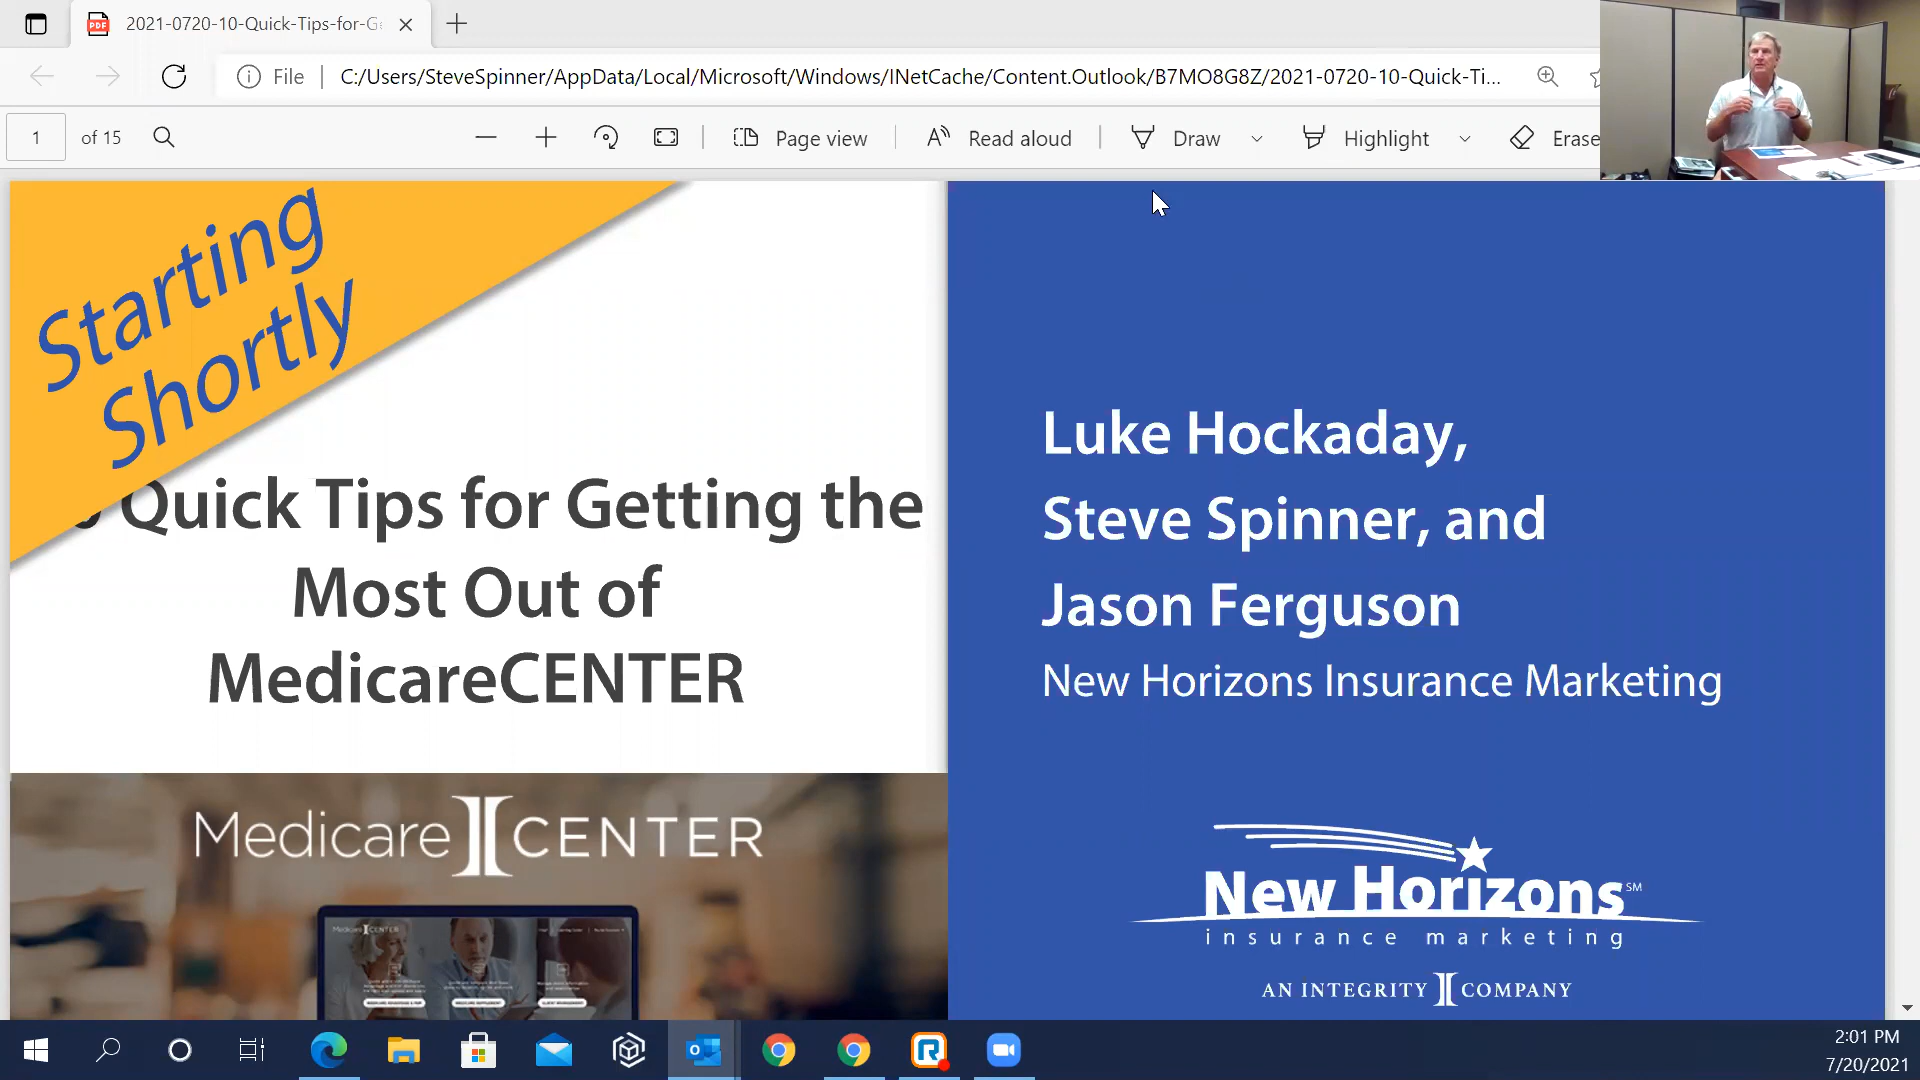 2021-0720-10-Quick-Tips-for-G
File
C:/Users/SteveSpinner/AppData/Local/Microsoft/Windows/INetCache/Content.Outlook/B7MO8G8Z/2021-0720-10-Quick-Ti...
1 of 15
Page view
Read aloud
Draw
Highlight
Erase
Starting
Shortly
Quick Tips for Getting the
Most Out of
MedicareCENTER
Medicare CENTER
Medicare CENTER
Luke Hockaday,
Steve Spinner, and
Jason Ferguson
New Horizons Insurance Marketing
New Horizons SM
insurance marketing
AN INTEGRITY COMPANY
2:01 PM
7/20/2021